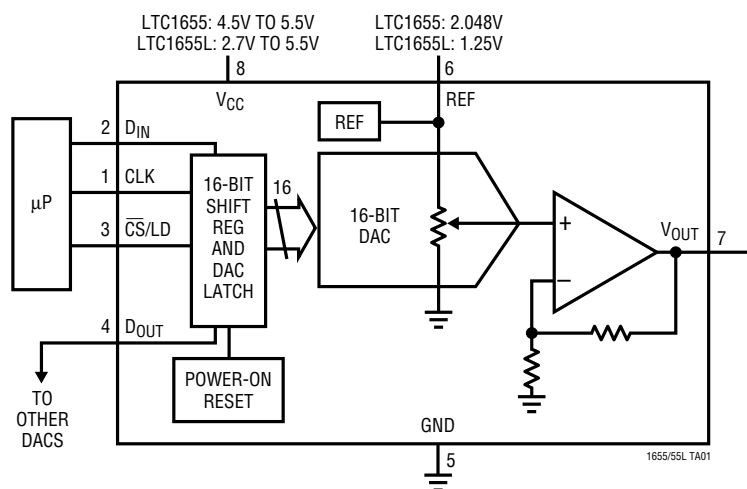 LTC1655: 4.5V TO 5.5V
LTC1655L: 2.7V TO 5.5V
LTC1655: 2.048V
LTC1655L: 1.25V
8
6
VCC
REF
2
DIN
REF
µP
1
CLK
16-BIT
SHIFT
REG
AND
DAC
LATCH
16
16-BIT
DAC
3
CS/LD
+
−
VOUT
7
4
DOUT
POWER-ON
RESET
TO
OTHER
DACS
GND
5
1655/55L TA01